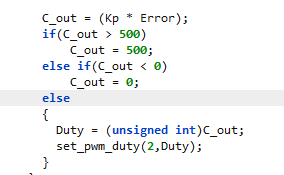 C_out = (Kp * Error);
if(C_out > 500)
C_out = 500;
else if(C_out < 0)
C_out = 0;
else
{
Duty = (unsigned int)C_out;
set_pwm_duty(2,Duty);
}